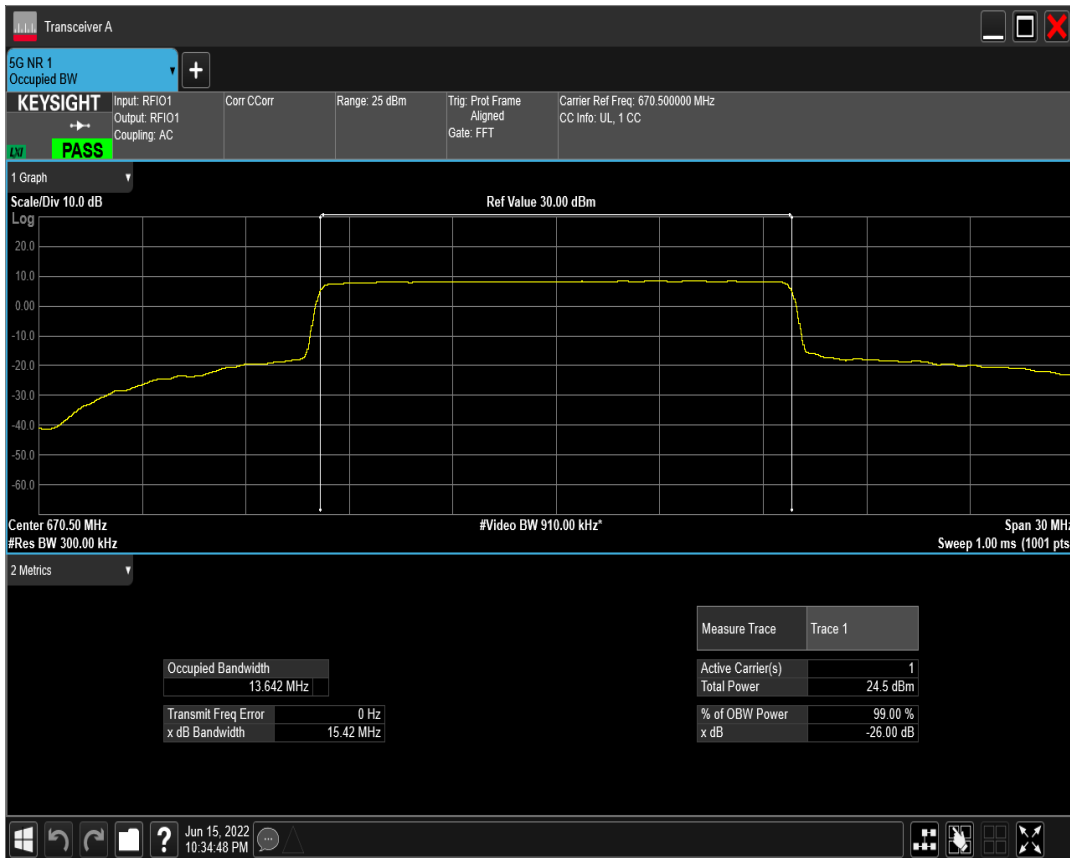 Transceiver A
5G NR 1
Occupied BW
+
KEYSIGHT
LXI
PASS
Input: RFIO1
Output: RFIO1
Coupling: AC
Corr CCorr
Range: 25 dBm
Trig: Prot Frame
Aligned
Gate: FFT
Carrier Ref Freq: 670.500000 MHz
CC Info: UL, 1 CC
1 Graph
Scale/Div 10.0 dB
Ref Value 30.00 dBm
Log
20.0
10.0
0.00
-10.0
-20.0
-30.0
-40.0
-50.0
-60.0
Center 670.50 MHz
#Video BW 910.00 kHz*
Span 30 MHz
#Res BW 300.00 kHz
Sweep 1.00 ms (1001 pts
2 Metrics
Measure Trace Trace 1
Occupied Bandwidth
13.642 MHz
Active Carrier(s) 1
Total Power 24.5 dBm
Transmit Freq Error 0 Hz
x dB Bandwidth 15.42 MHz
% of OBW Power 99.00 %
x dB -26.00 dB
?
Jun 15, 2022
10:34:48 PM